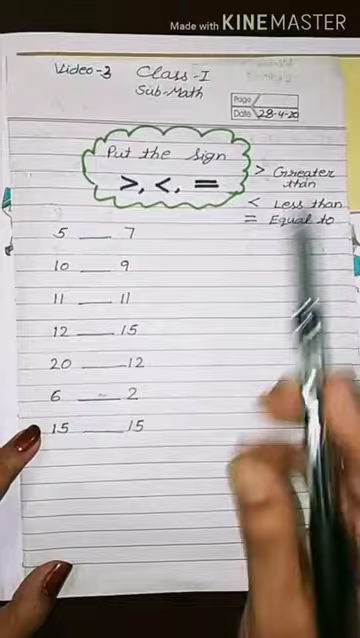 Made with KINEMASTER
Video-3 Class-I
Sub-Math
Page
Date 28-4-20
Put the sign
>, <, =
> Greater than
< Less than
= Equal to
5 ___ 7
10 ___ 9
11 ___ 11
12 ___ 15
20 ___ 12
6 ___ 2
15 ___ 15